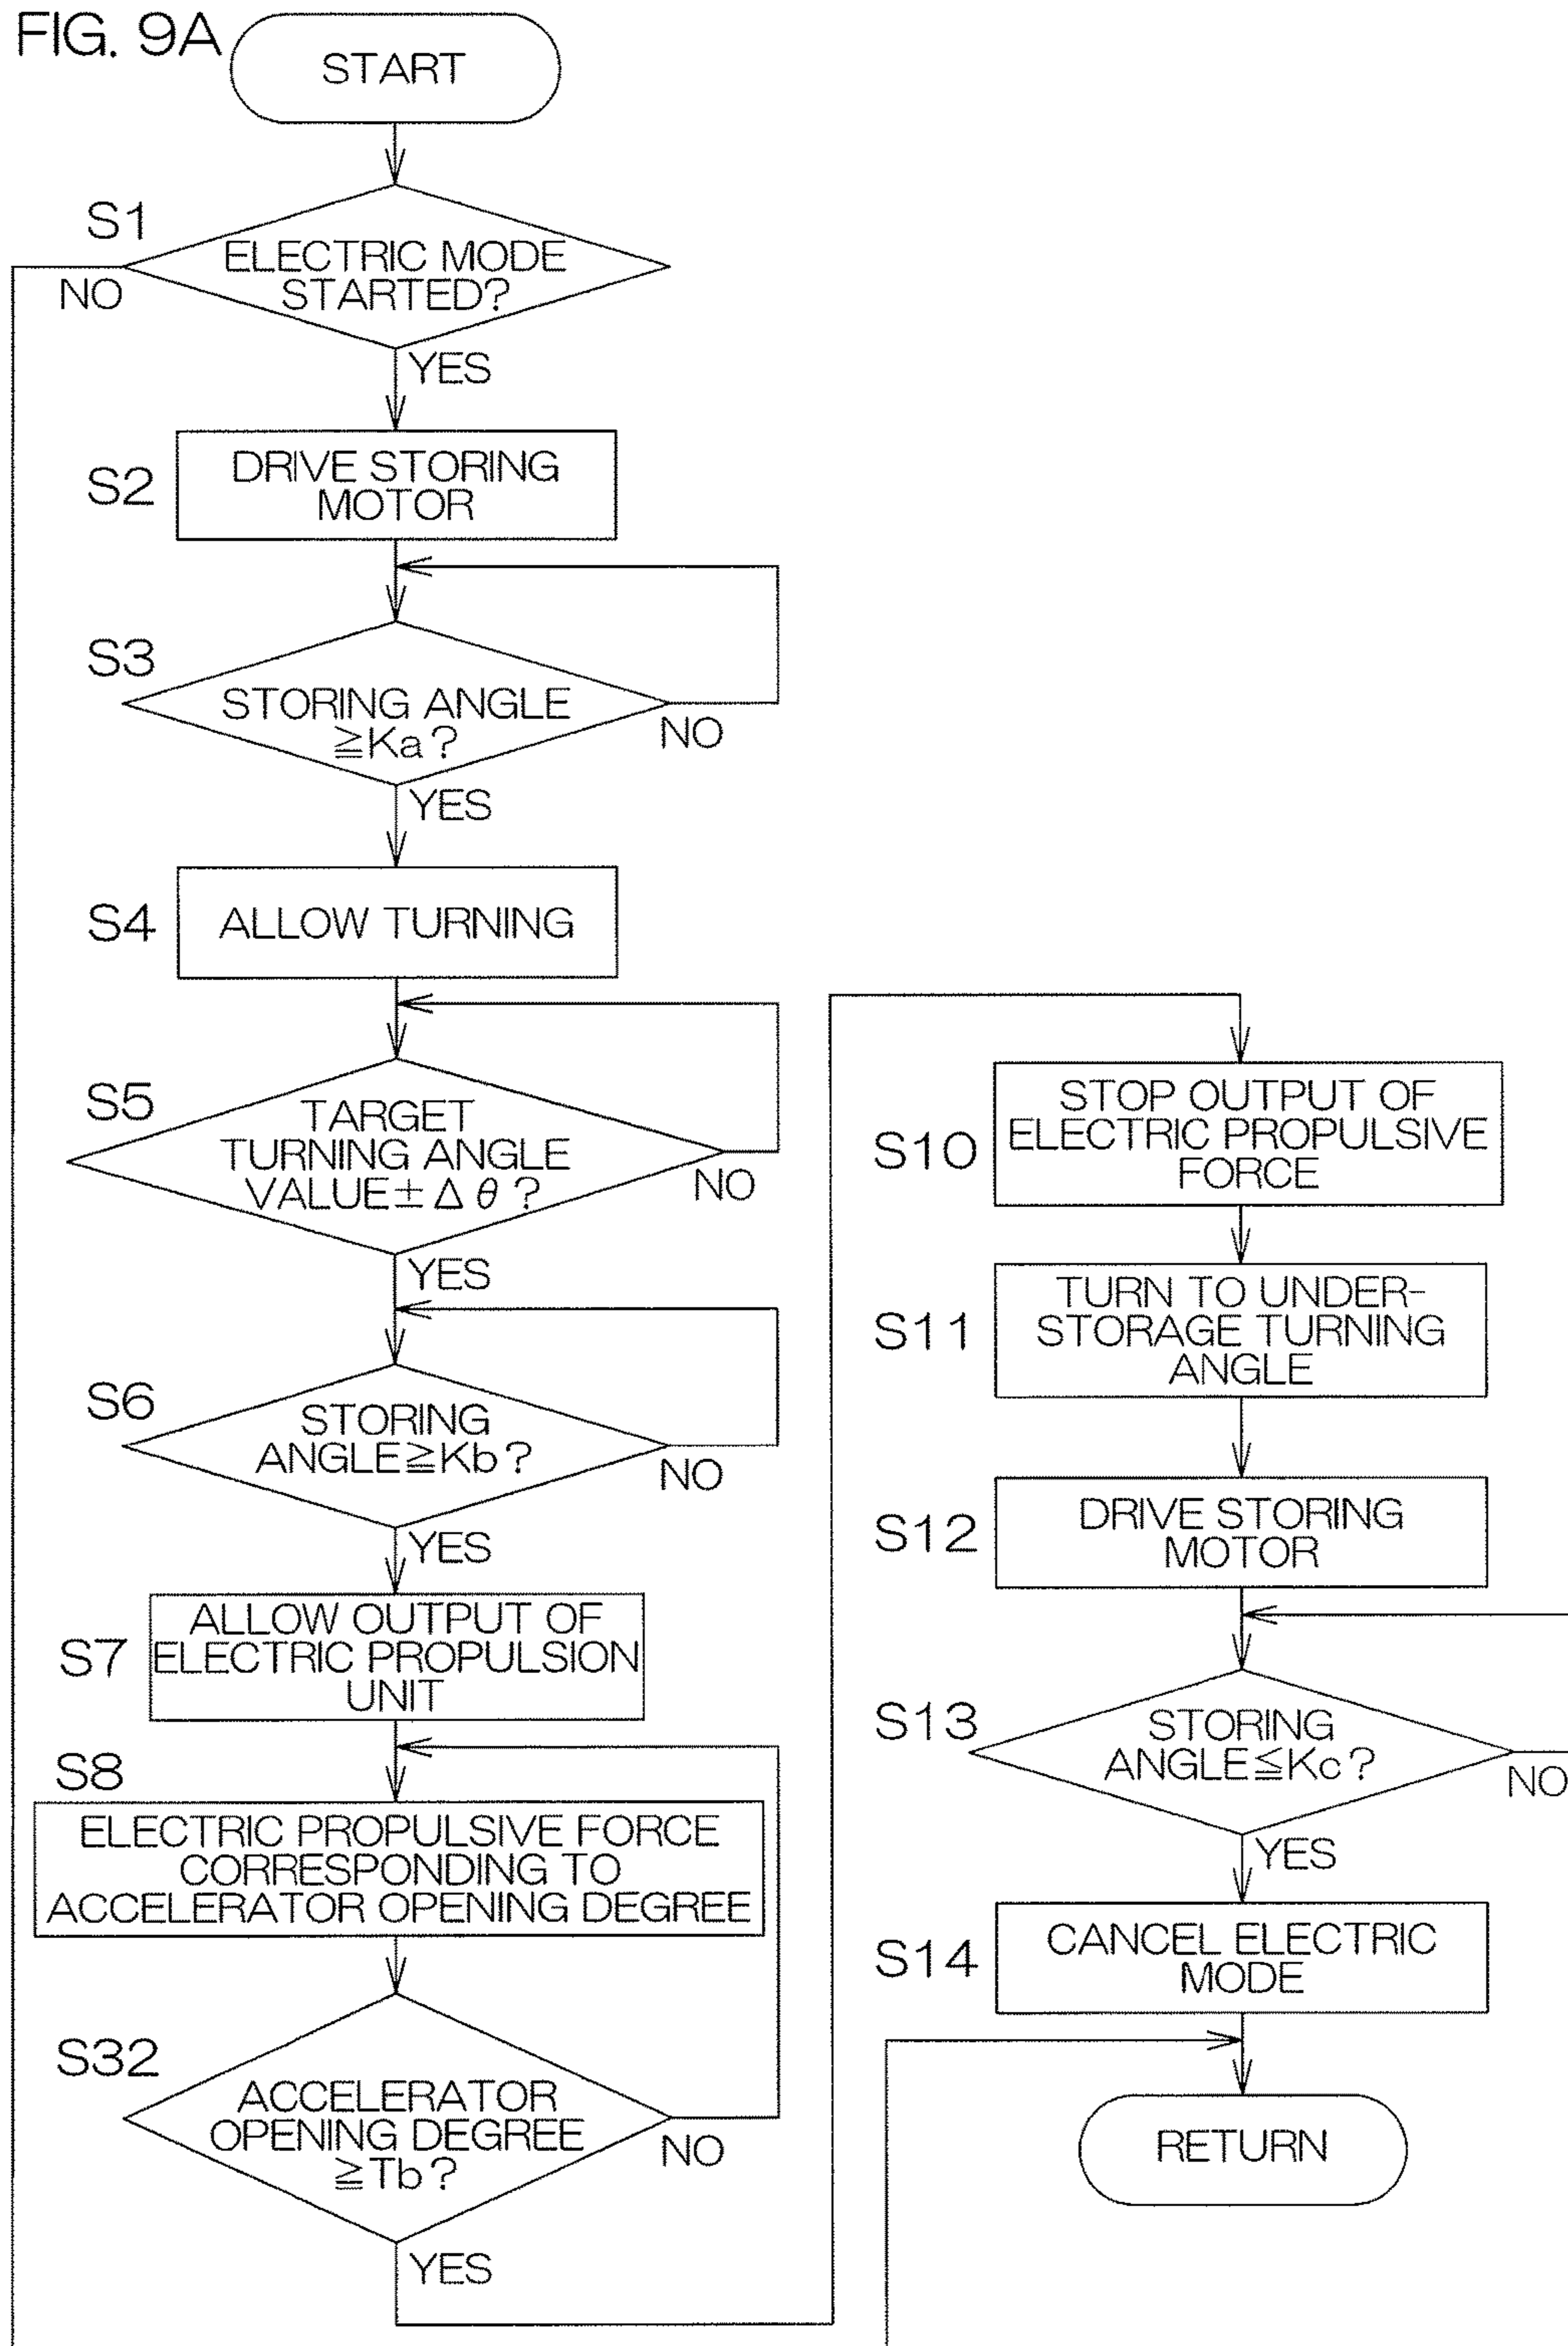 FIG. 9A
START
S1
ELECTRIC MODE
STARTED?
NO
YES
S2
DRIVE STORING
MOTOR
S3
STORING ANGLE
≧Ka?
NO
YES
S4
ALLOW TURNING
S5
TARGET
TURNING ANGLE
VALUE±Δθ?
NO
YES
S6
STORING
ANGLE≧Kb?
NO
YES
S7
ALLOW OUTPUT OF
ELECTRIC PROPULSION
UNIT
S8
ELECTRIC PROPULSIVE FORCE
CORRESPONDING TO
ACCELERATOR OPENING DEGREE
S32
ACCELERATOR
OPENING DEGREE
≧Tb?
NO
YES
S10
STOP OUTPUT OF
ELECTRIC PROPULSIVE
FORCE
S11
TURN TO UNDER-
STORAGE TURNING
ANGLE
S12
DRIVE STORING
MOTOR
S13
STORING
ANGLE≦Kc?
NO
YES
S14
CANCEL ELECTRIC
MODE
RETURN